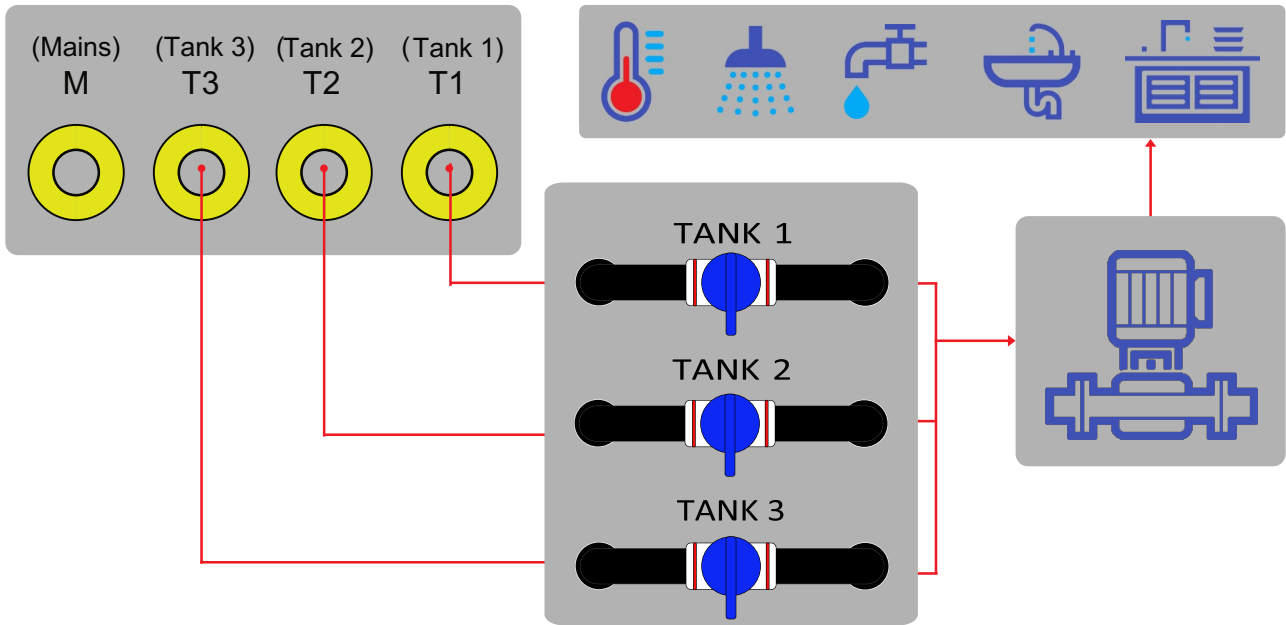 (Mains) (Tank 3) (Tank 2) (Tank 1)
M T3 T2 T1
TANK 1
TANK 2
TANK 3